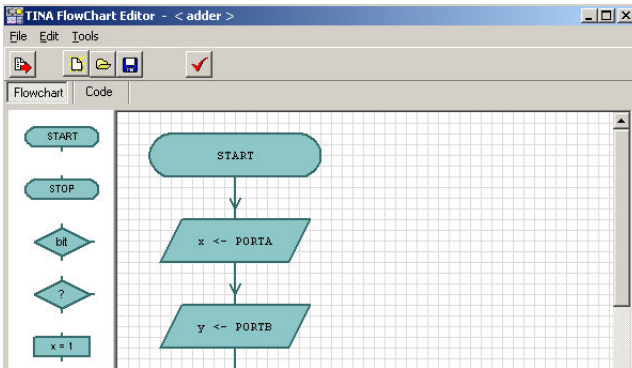 TINA FlowChart Editor - < adder >
File Edit Tools
Flowchart Code
START
STOP
bit
?
x = 1
START
x <- PORTA
y <- PORTB